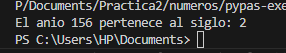 P/Documents/Practica2/numeros/pypas-exe
El anio 156 pertenece al siglo: 2
PS C:\Users\HP\Documents>